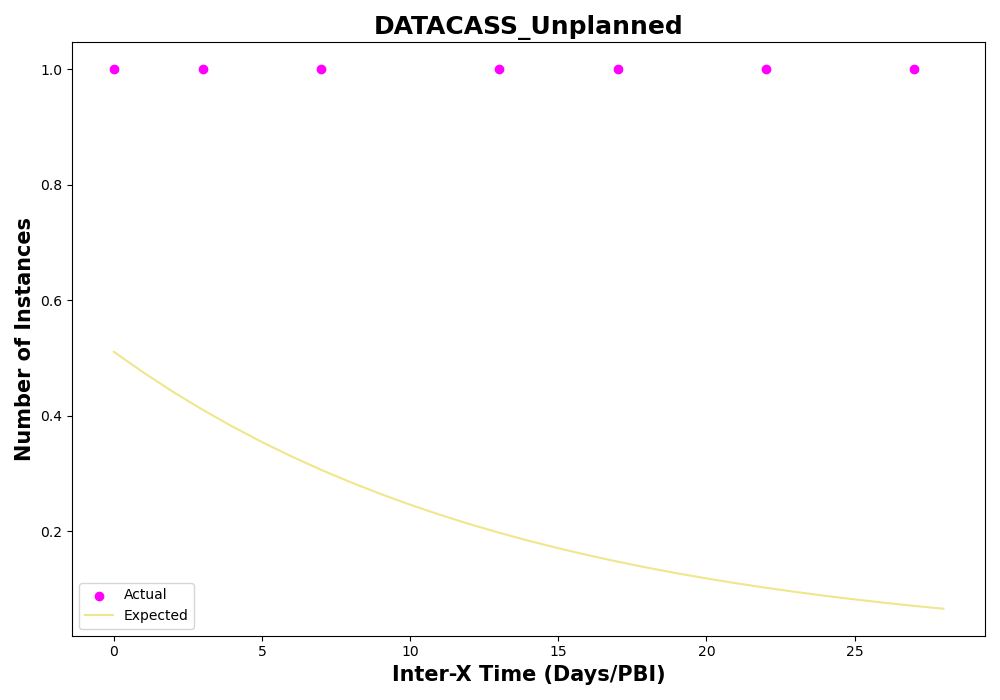 DATACASS_Unplanned
Number of Instances
1.0
0.8
0.6
0.4
0.2
Actual
Expected
0 5 10 15 20 25
Inter-X Time (Days/PBI)